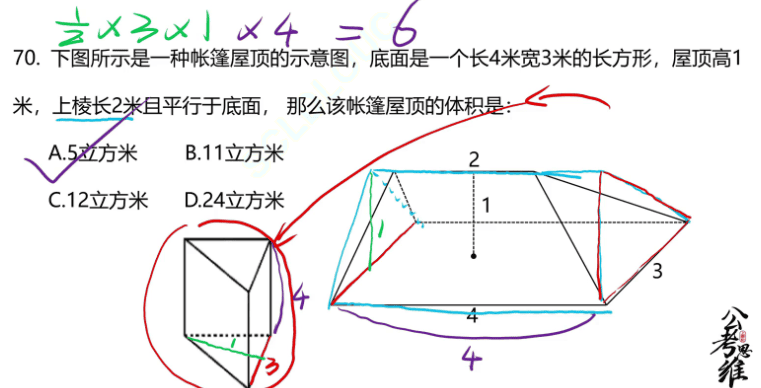 ½×3×1×4=6
70. 下图所示是一种帐篷屋顶的示意图，底面是一个长4米宽3米的长方形，屋顶高1
米，上棱长2米且平行于底面， 那么该帐篷屋顶的体积是：
A.5立方米 B.11立方米
C.12立方米 D.24立方米
2
1
1
3
4
4
4
1
3
公考思维